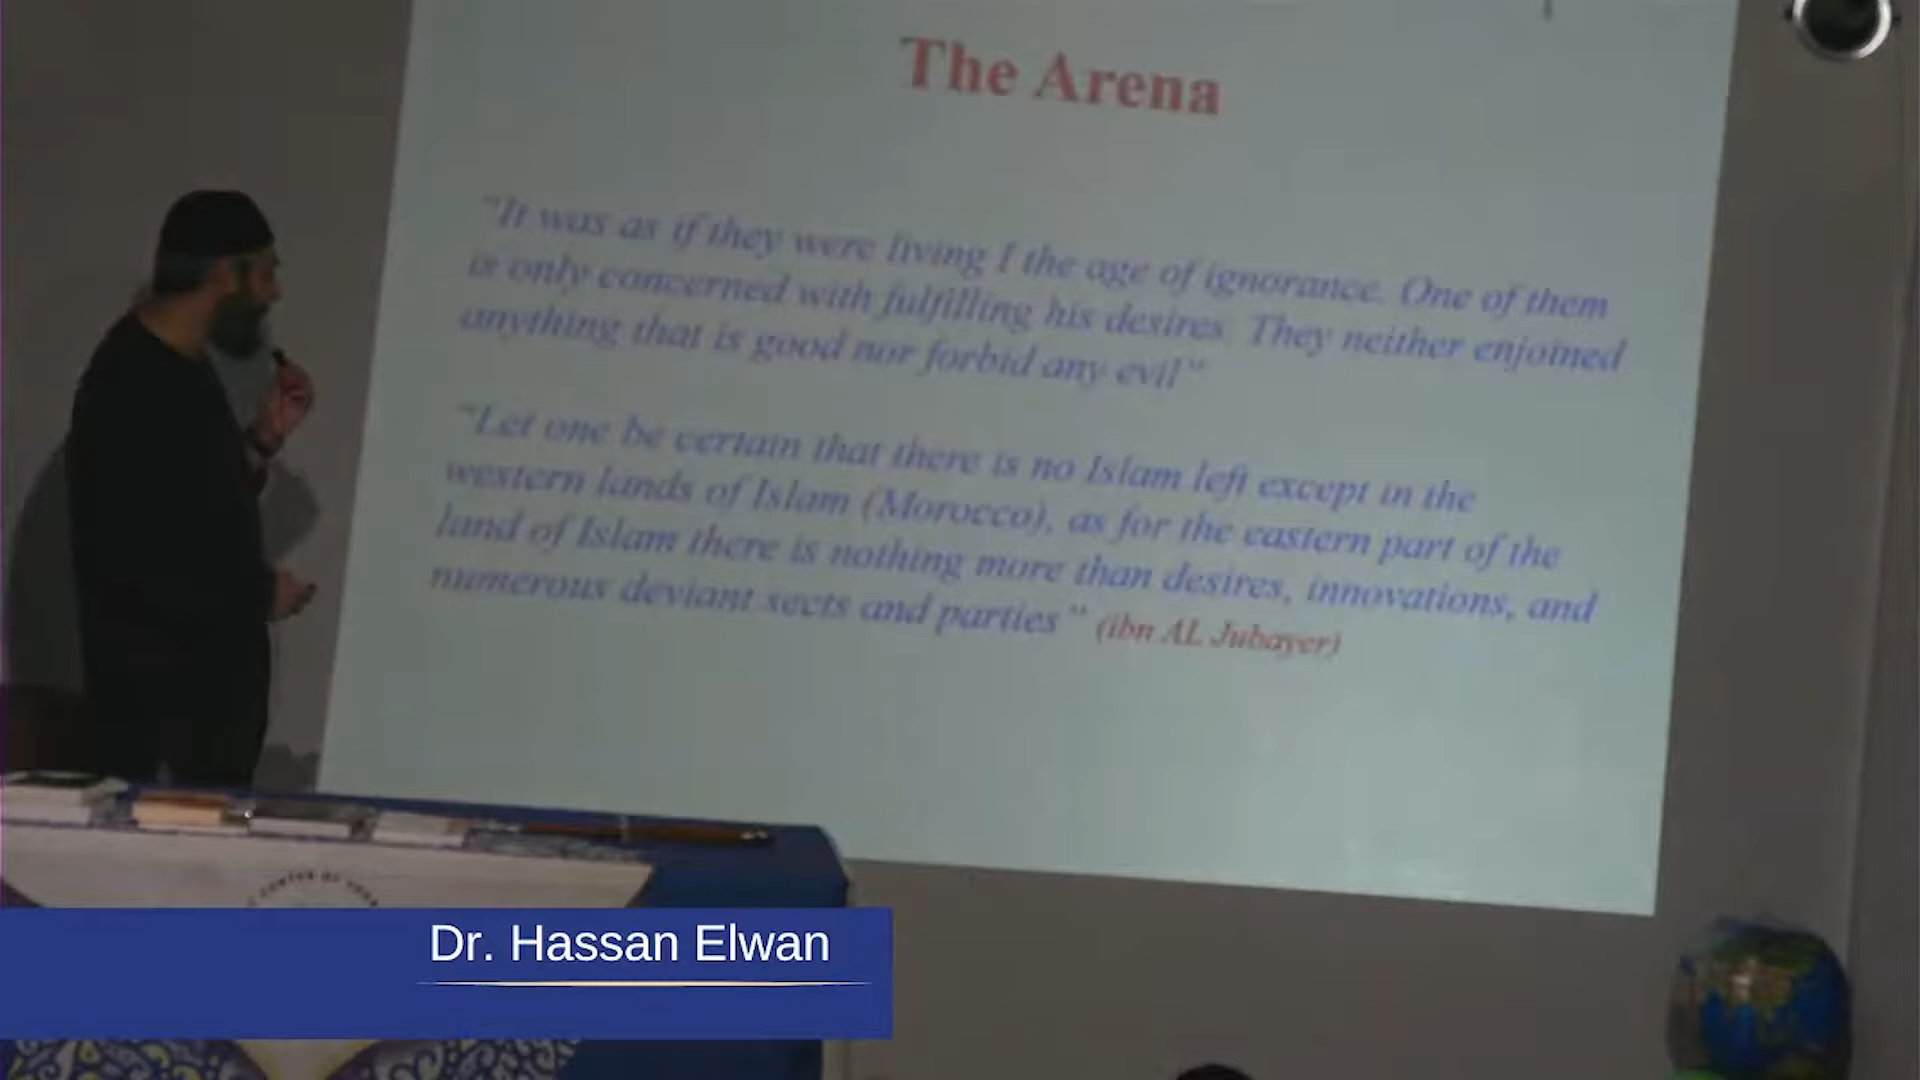 The Arena
"It was as if they were living I the age of ignorance. One of them
is only concerned with fulfilling his desires. They neither enjoined
anything that is good nor forbid any evil"
"Let one be certain that there is no Islam left except in the
western lands of Islam (Morocco), as for the eastern part of the
land of Islam there is nothing more than desires, innovations, and
numerous deviant sects and parties" (ibn AL Jubayer)
CENTER OF
Dr. Hassan Elwan